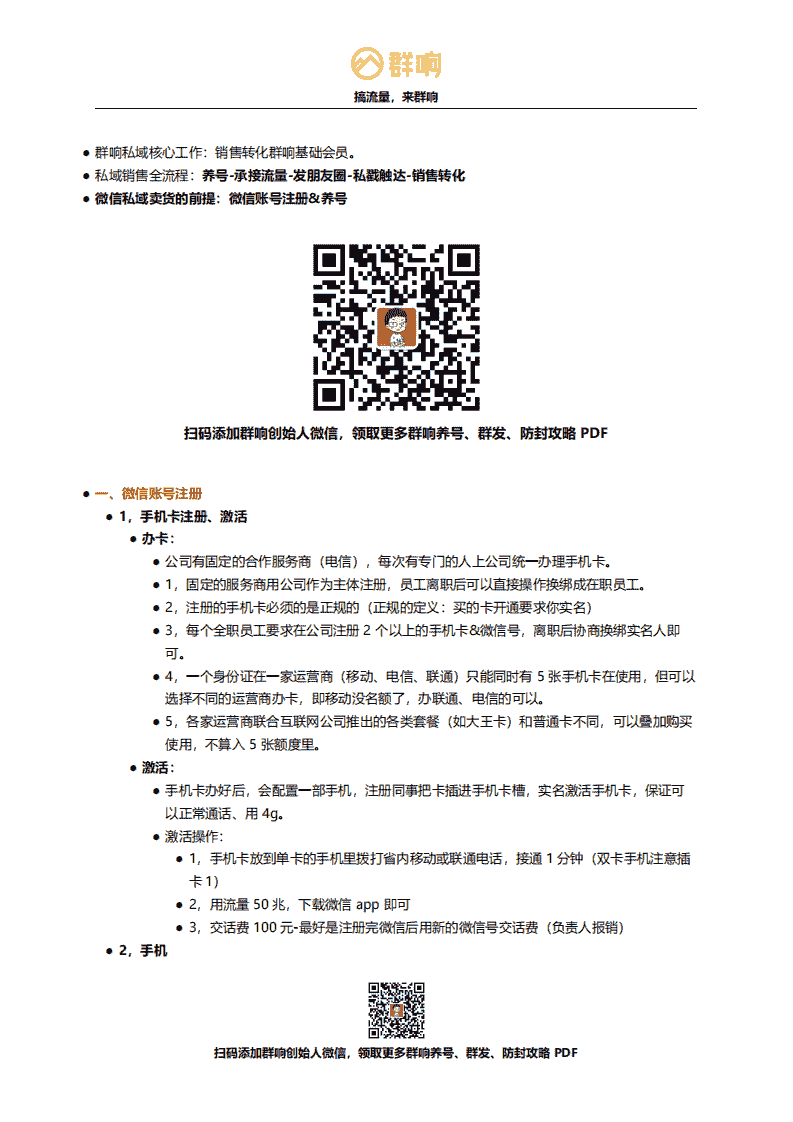 群响
搞流量，来群响
● 群响私域核心工作：销售转化群响基础会员。
● 私域销售全流程：养号-承接流量-发朋友圈-私戳触达-销售转化
● 微信私域卖货的前提：微信账号注册&养号
扫码添加群响创始人微信，领取更多群响养号、群发、防封攻略 PDF
● 一、微信账号注册
● 1，手机卡注册、激活
● 办卡：
● 公司有固定的合作服务商（电信），每次有专门的人上公司统一办理手机卡。
● 1，固定的服务商用公司作为主体注册，员工离职后可以直接操作换绑成在职员工。
● 2，注册的手机卡必须的是正规的（正规的定义：买的卡开通要求你实名）
● 3，每个全职员工要求在公司注册 2 个以上的手机卡&微信号，离职后协商换绑实名人即
可。
● 4，一个身份证在一家运营商（移动、电信、联通）只能同时有 5 张手机卡在使用，但可以
选择不同的运营商办卡，即移动没名额了，办联通、电信的可以。
● 5，各家运营商联合互联网公司推出的各类套餐（如大王卡）和普通卡不同，可以叠加购买
使用，不算入 5 张额度里。
● 激活：
● 手机卡办好后，会配置一部手机，注册同事把卡插进手机卡槽，实名激活手机卡，保证可
以正常通话、用 4g。
● 激活操作：
● 1，手机卡放到单卡的手机里拨打省内移动或联通电话，接通 1 分钟（双卡手机注意插
卡 1）
● 2，用流量 50 兆，下载微信 app 即可
● 3，交话费 100 元-最好是注册完微信后用新的微信号交话费（负责人报销）
● 2，手机
扫码添加群响创始人微信，领取更多群响养号、群发、防封攻略 PDF